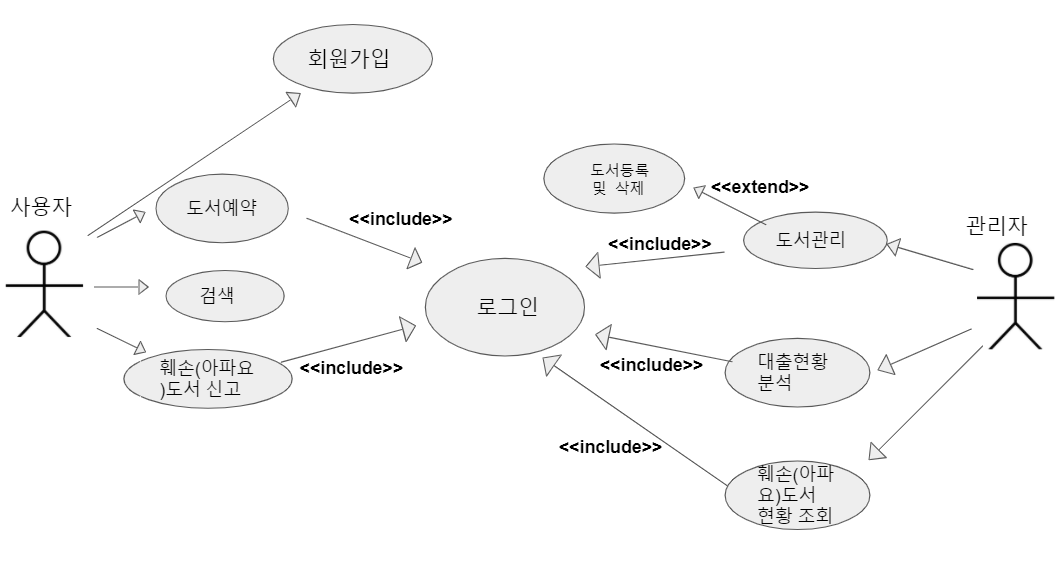 회원가입
사용자
도서예약
<<include>>
검색
훼손(아파요
)도서 신고
<<include>>
로그인
도서등록
및 삭제
<<extend>>
<<include>>
도서관리
관리자
<<include>>
대출현황
분석
<<include>>
훼손(아파
요)도서
현황 조회